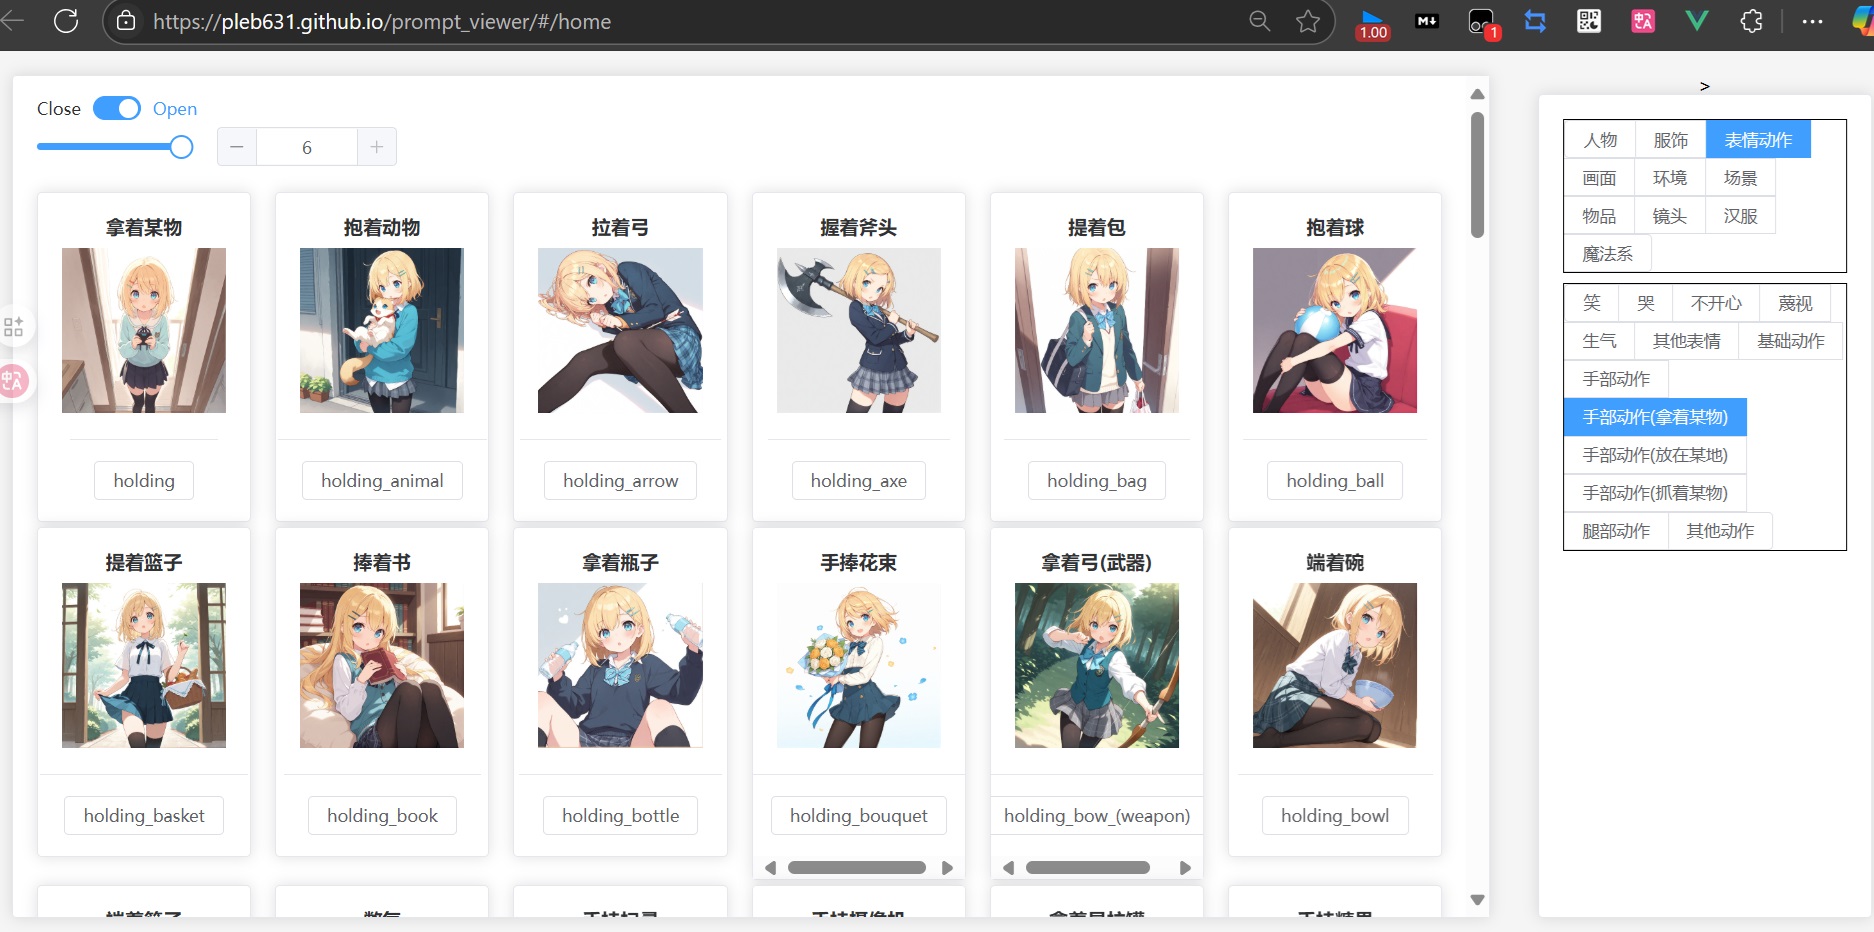 https://pleb631.github.io/prompt_viewer/#/home
1.00
M
1
中
A
>
Close Open
6
拿着某物
抱着动物
拉着弓
握着斧头
提着包
抱着球
holding
holding_animal
holding_arrow
holding_axe
holding_bag
holding_ball
提着篮子
捧着书
拿着瓶子
手捧花束
拿着弓(武器)
端着碗
holding_basket
holding_book
holding_bottle
holding_bouquet
holding_bow_(weapon)
holding_bowl
人物 服饰 表情动作
画面 环境 场景
物品 镜头 汉服
魔法系
笑 哭 不开心 蔑视
生气 其他表情 基础动作
手部动作
手部动作(拿着某物)
手部动作(放在某地)
手部动作(抓着某物)
腿部动作 其他动作